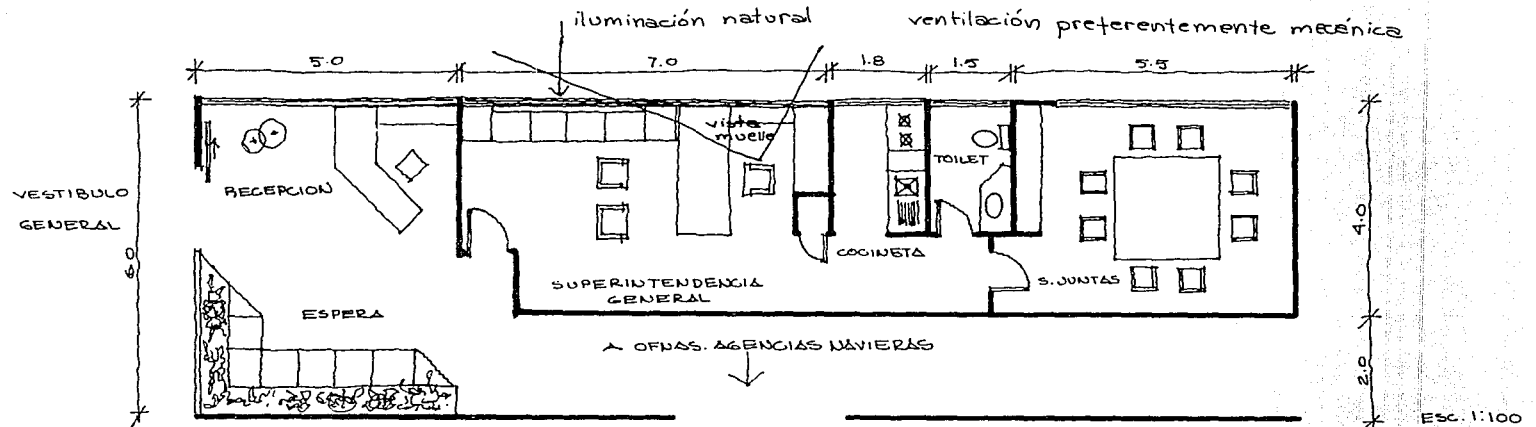 iluminación natural
ventilación preferentemente mecánica
5.0
7.0
1.8
1.5
5.5
vista
muelle
TOILET
VESTIBULO
GENERAL
RECEPCION
6.0
4.0
COCINETA
SUPERINTENDENCIA
GENERAL
S. JUNTAS
ESPERA
A OFNAS. AGENCIAS NAVIERAS
2.0
ESC. 1:100